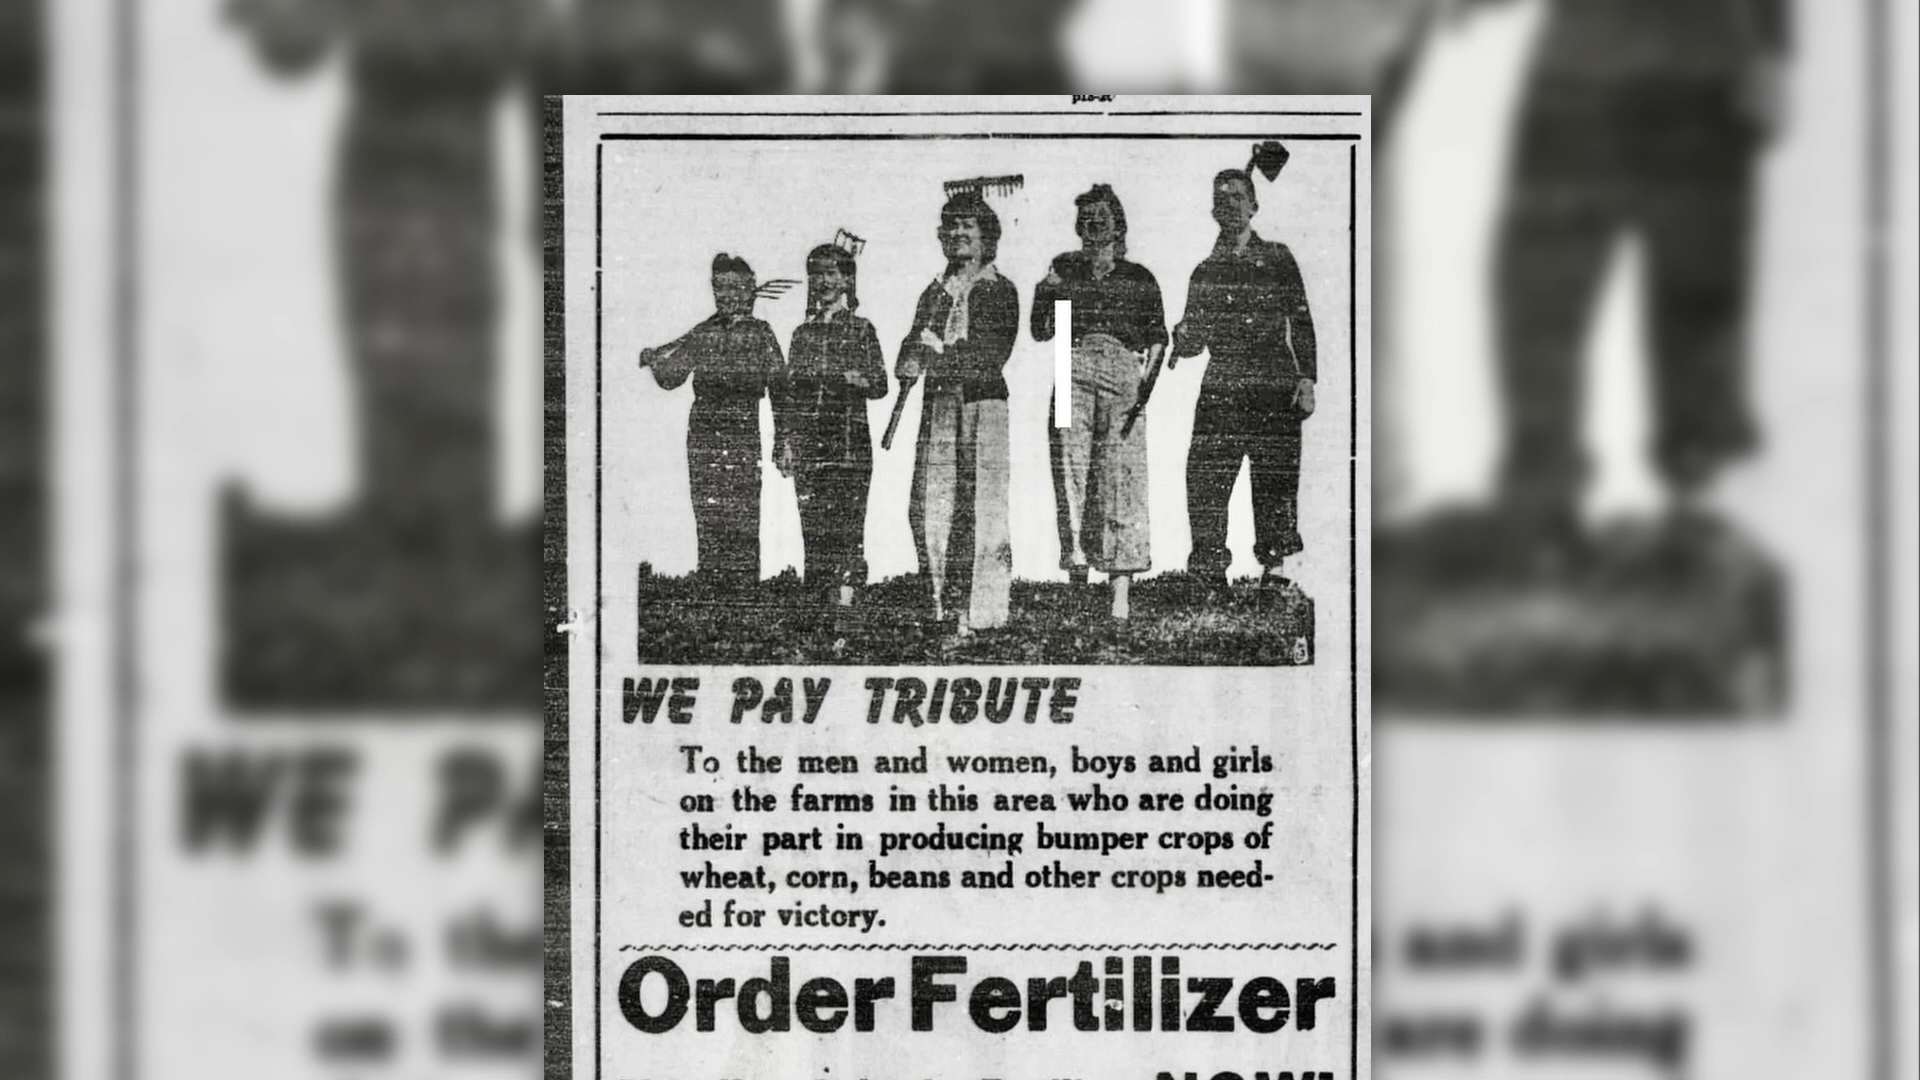 WE PAY TRIBUTE
To the men and women, boys and girls
on the farms in this area who are doing
their part in producing bumper crops of
wheat, corn, beans and other crops need-
ed for victory.
Order Fertilizer
NOW!